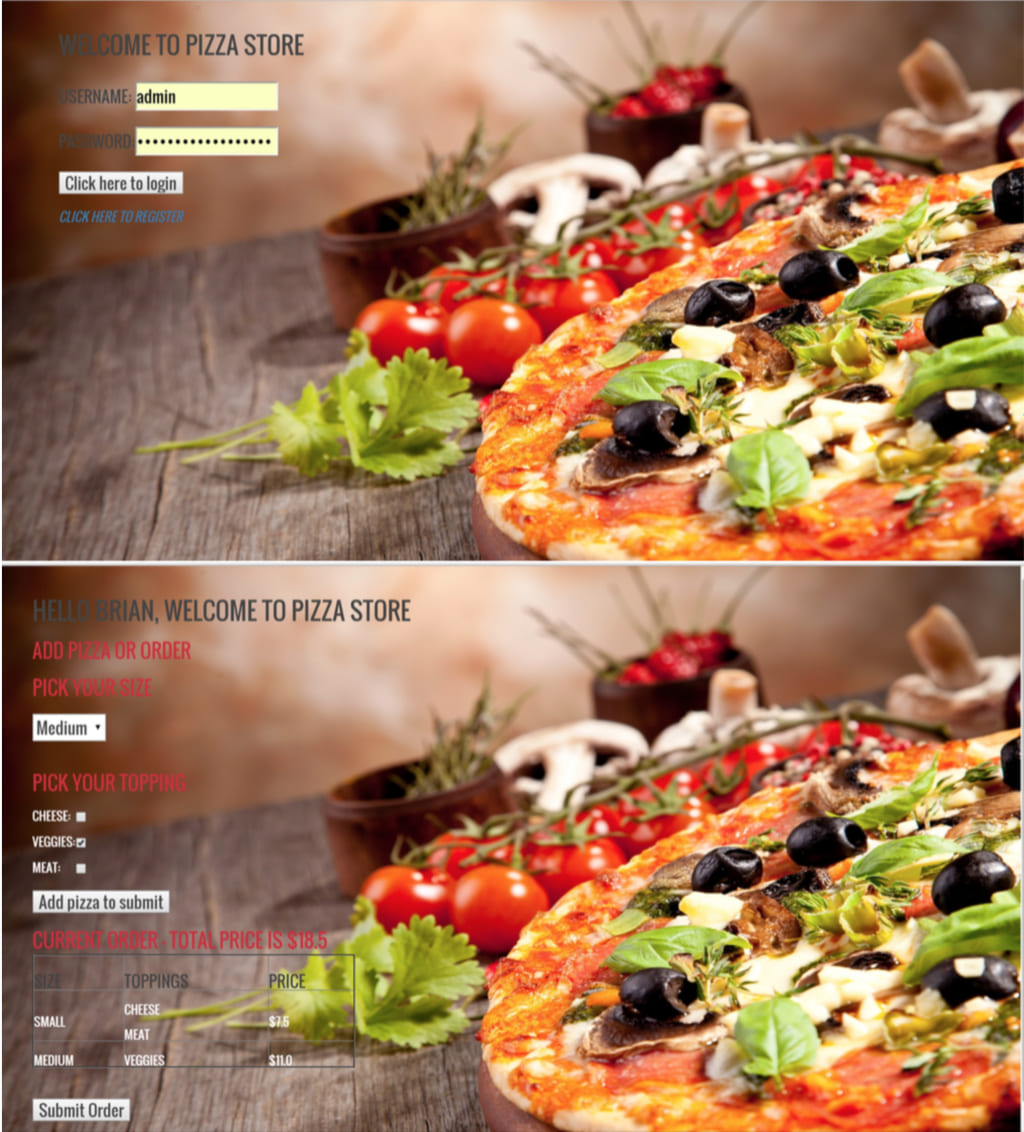 WELCOME TO PIZZA STORE
USERNAME: admin
PASSWORD: ••••••••••••••••••
Click here to login
CLICK HERE TO REGISTER
HELLO BRIAN, WELCOME TO PIZZA STORE
ADD PIZZA OR ORDER
PICK YOUR SIZE
Medium
PICK YOUR TOPPING
CHEESE:
VEGGIES:
MEAT:
Add pizza to submit
CURRENT ORDER - TOTAL PRICE IS $18.5
SIZE TOPPINGS PRICE
CHEESE
SMALL $7.5
MEAT
MEDIUM VEGGIES $11.0
Submit Order